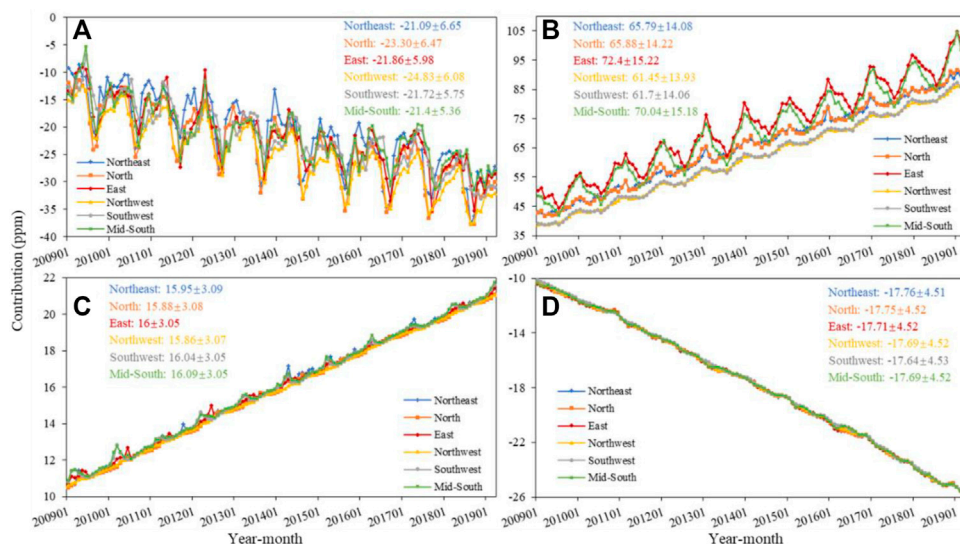 Contribution (ppm)
A
0
-5
-10
-15
-20
-25
-30
-35
-40
Northeast: -21.09±6.65
North: -23.30±6.47
East: -21.86±5.98
Northwest: -24.83±6.08
Southwest: -21.72±5.75
Mid-South: -21.4±5.36
Northeast
North
East
Northwest
Southwest
Mid-South
200901 201001 201101 201201 201301 201401 201501 201601 201701 201801 201901
B
105
95
85
75
65
55
45
35
Northeast: 65.79±14.08
North: 65.88±14.22
East: 72.4±15.22
Northwest: 61.45±13.93
Southwest: 61.7±14.06
Mid-South: 70.04±15.18
Northeast
North
East
Northwest
Southwest
Mid-South
200901 201001 201101 201201 201301 201401 201501 201601 201701 201801 201901
C
22
20
18
16
14
12
10
Northeast: 15.95±3.09
North: 15.88±3.08
East: 16±3.05
Northwest: 15.86±3.07
Southwest: 16.04±3.05
Mid-South: 16.09±3.05
Northeast
North
East
Northwest
Southwest
Mid-South
200901 201001 201101 201201 201301 201401 201501 201601 201701 201801 201901
Year-month
D
-10
-14
-18
-22
-26
Northeast: -17.76±4.51
North: -17.75±4.52
East: -17.71±4.52
Northwest: -17.69±4.52
Southwest: -17.64±4.53
Mid-South: -17.69±4.52
Northeast
North
East
Northwest
Southwest
Mid-South
200901 201001 201101 201201 201301 201401 201501 201601 201701 201801 201901
Year-month